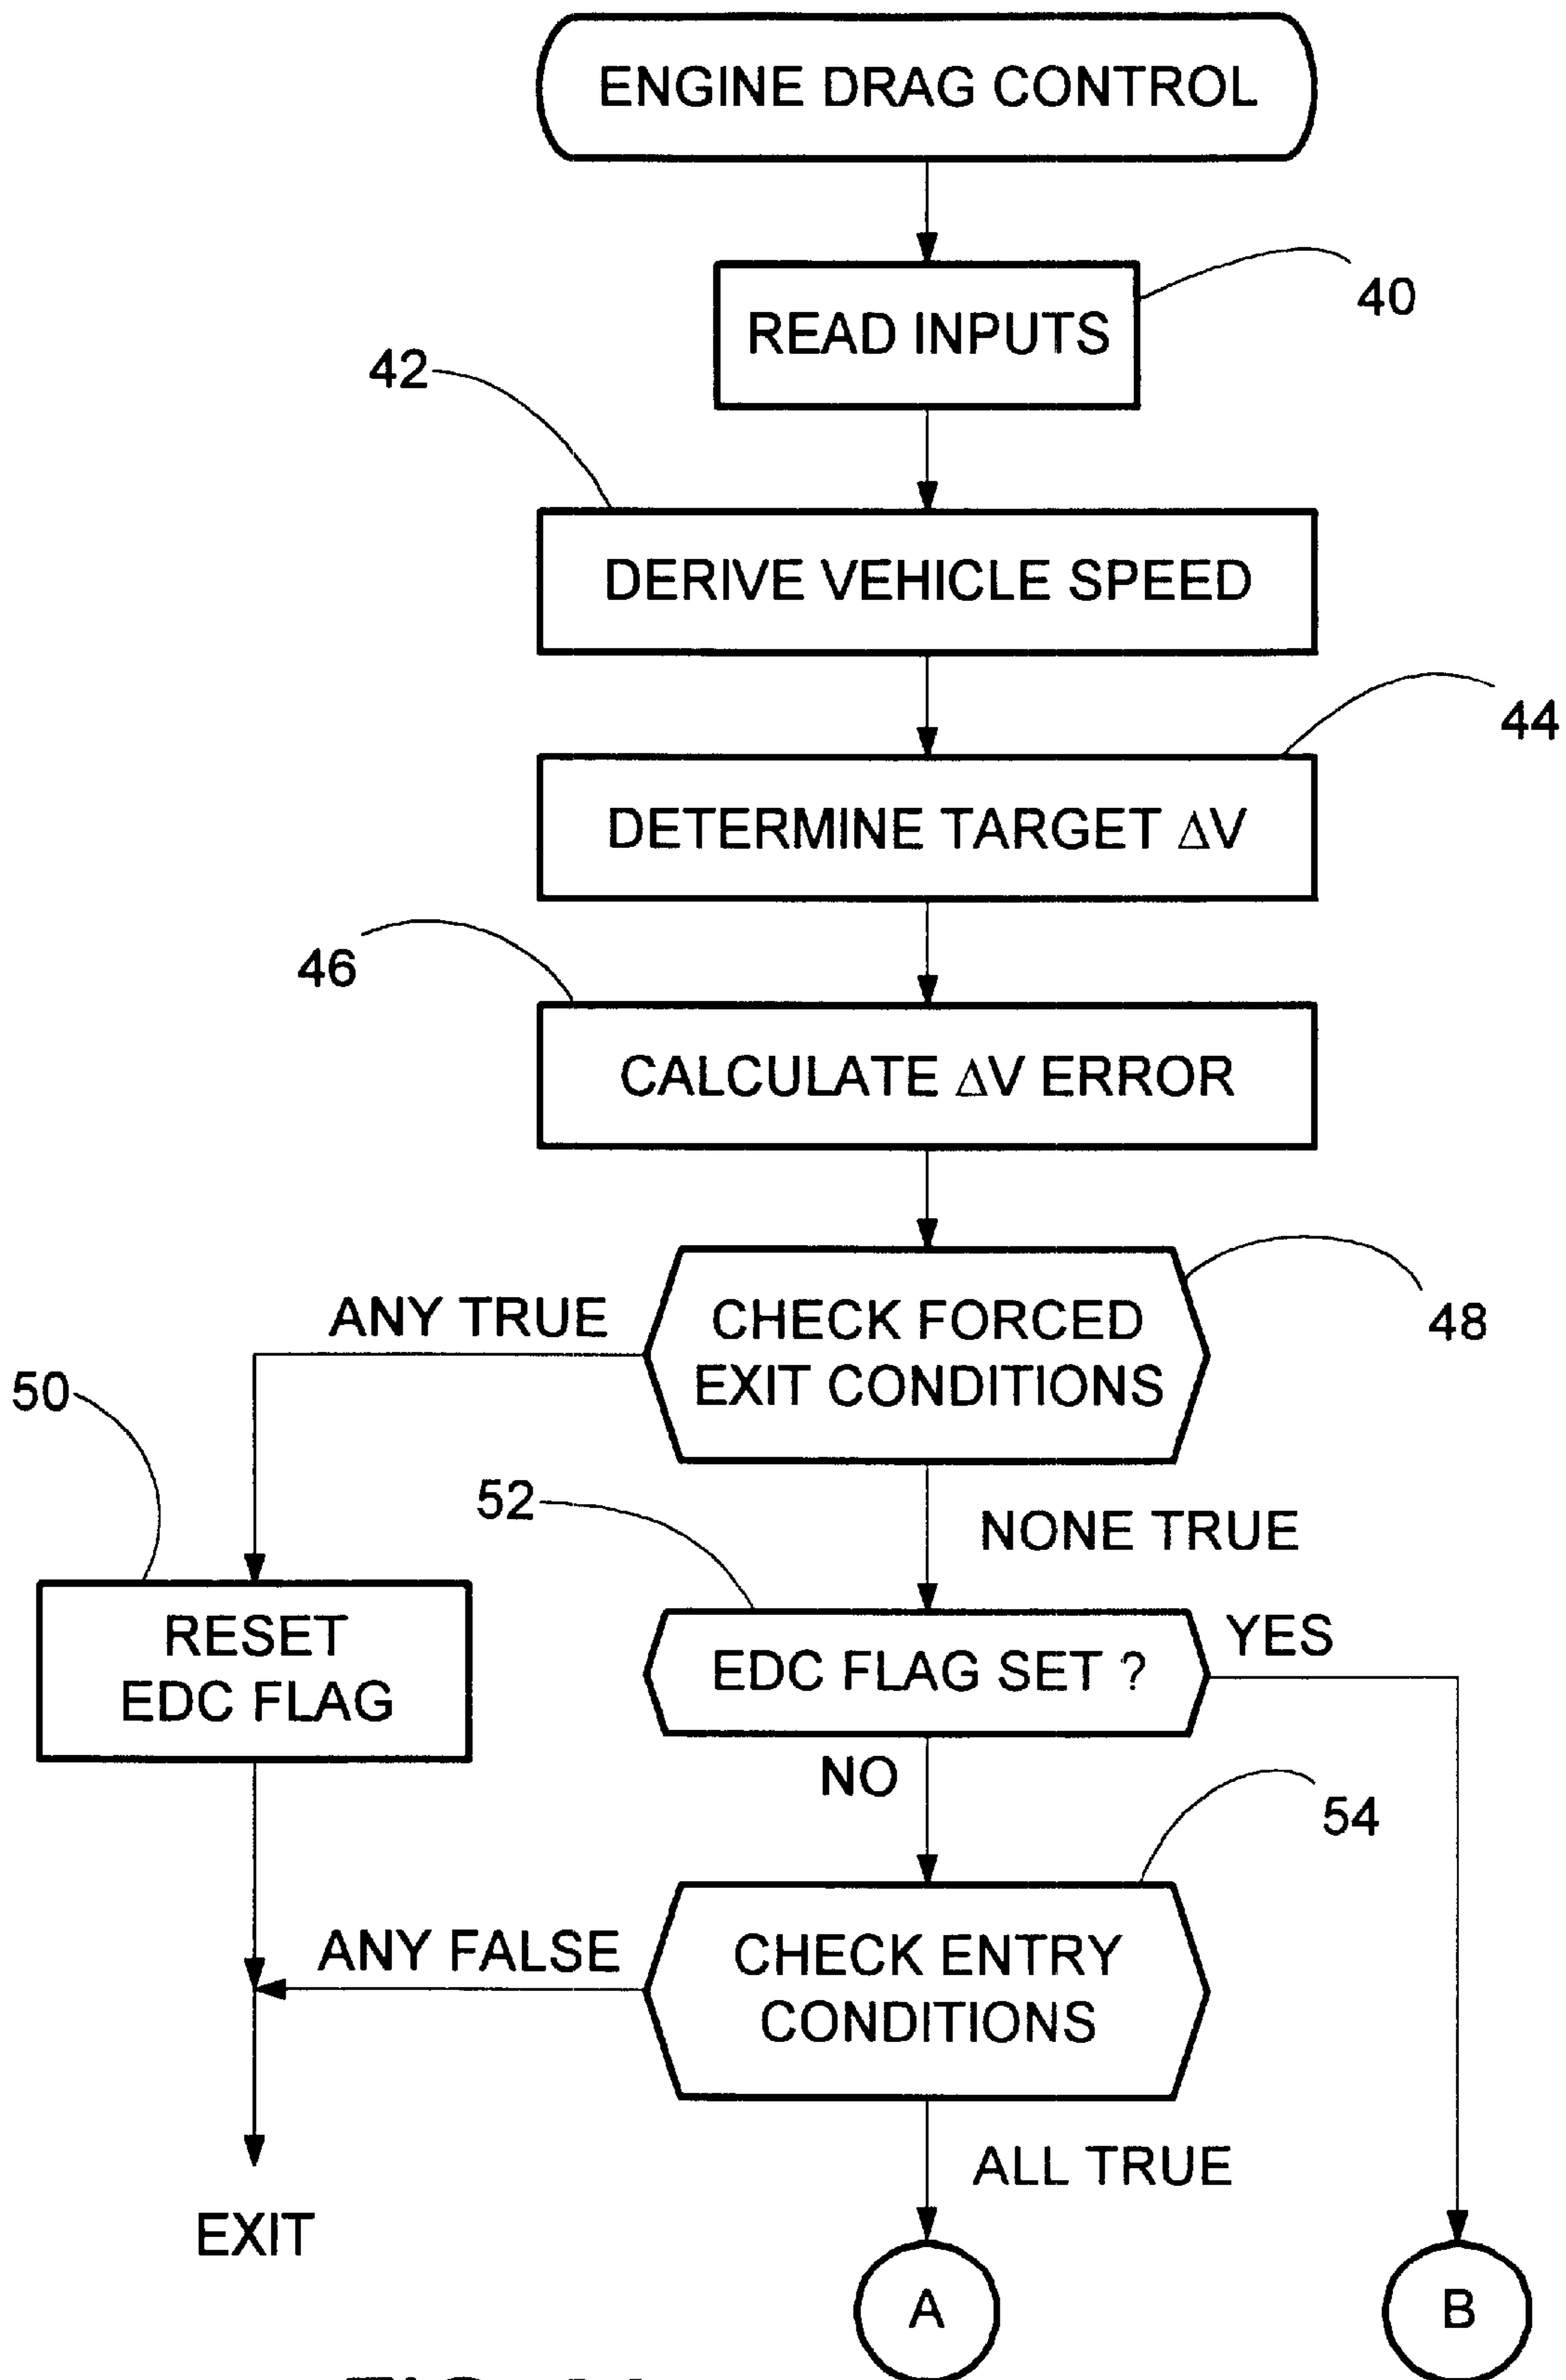 ENGINE DRAG CONTROL
READ INPUTS
40
42
DERIVE VEHICLE SPEED
44
DETERMINE TARGET ΔV
46
CALCULATE ΔV ERROR
ANY TRUE
CHECK FORCED
EXIT CONDITIONS
48
50
52
NONE TRUE
RESET
EDC FLAG
EDC FLAG SET ?
YES
NO
54
ANY FALSE
CHECK ENTRY
CONDITIONS
ALL TRUE
EXIT
A
B